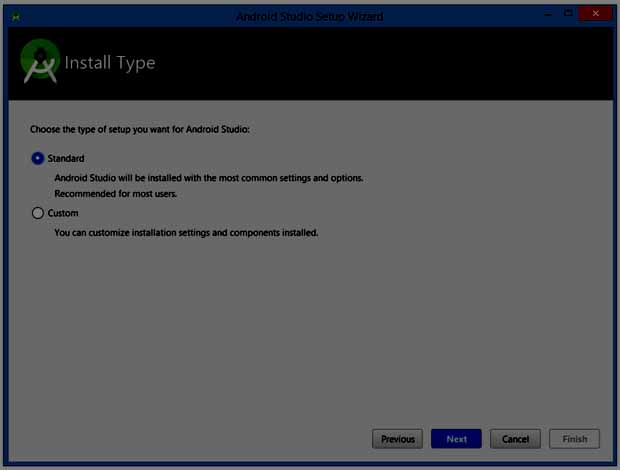 Android Studio Setup Wizard
Install Type
Choose the type of setup you want for Android Studio:
Standard
Android Studio will be installed with the most common settings and options.
Recommended for most users.
Custom
You can customize installation settings and components installed.
Previous Next Cancel Finish